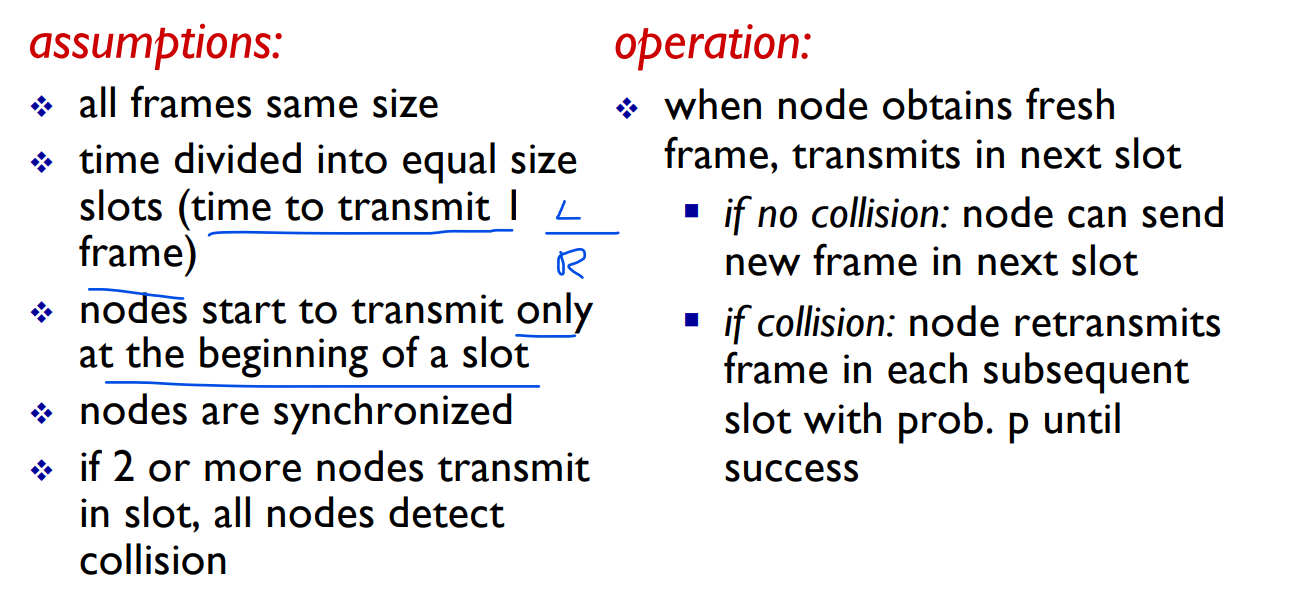 assumptions:
all frames same size
time divided into equal size
slots (time to transmit 1
frame)
L
R
nodes start to transmit only
at the beginning of a slot
nodes are synchronized
if 2 or more nodes transmit
in slot, all nodes detect
collision
operation:
when node obtains fresh
frame, transmits in next slot
if no collision: node can send
new frame in next slot
if collision: node retransmits
frame in each subsequent
slot with prob. p until
success